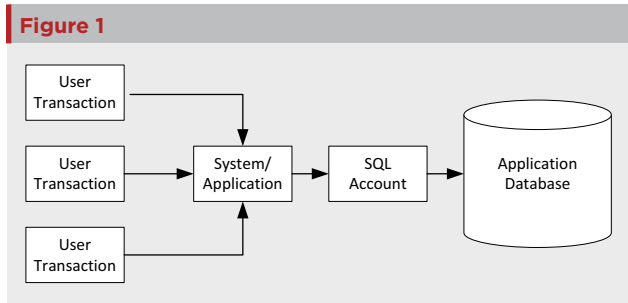 Figure 1
User
Transaction
User
Transaction
System/
Application
SQL
Account
Application
Database
User
Transaction